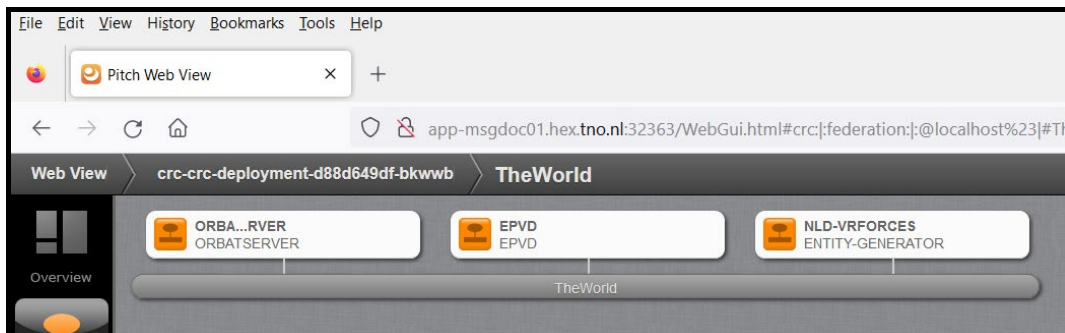 File Edit View History Bookmarks Tools Help
Pitch Web View
app-msgdoc01.hex.tno.nl:32363/WebGui.html#crc:|:federation:|:@localhost%23|#Th
Web View crc-crc-deployment-d88d649df-bkwwb TheWorld
ORBA...RVER EPVD NLD-VRFORCES
ORBATSERVER EPVD ENTITY-GENERATOR
Overview
TheWorld